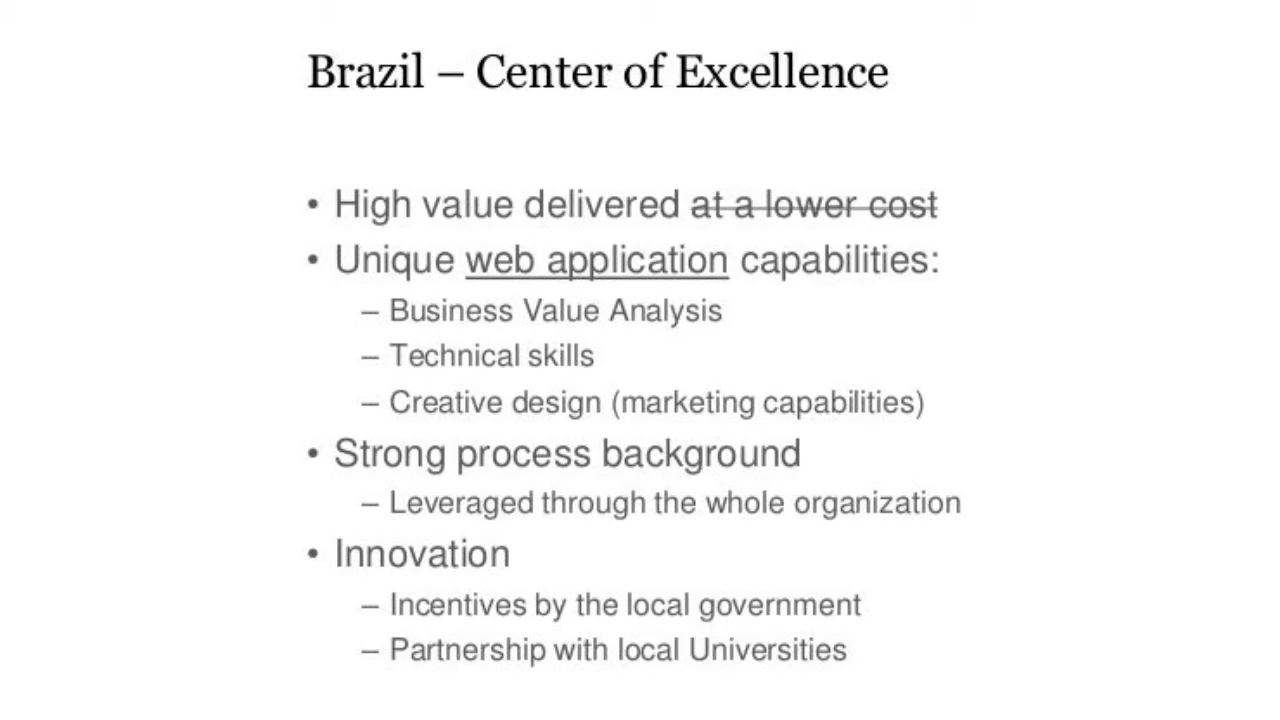 Brazil – Center of Excellence
• High value delivered at a lower cost
• Unique web application capabilities:
– Business Value Analysis
– Technical skills
– Creative design (marketing capabilities)
• Strong process background
– Leveraged through the whole organization
• Innovation
– Incentives by the local government
– Partnership with local Universities